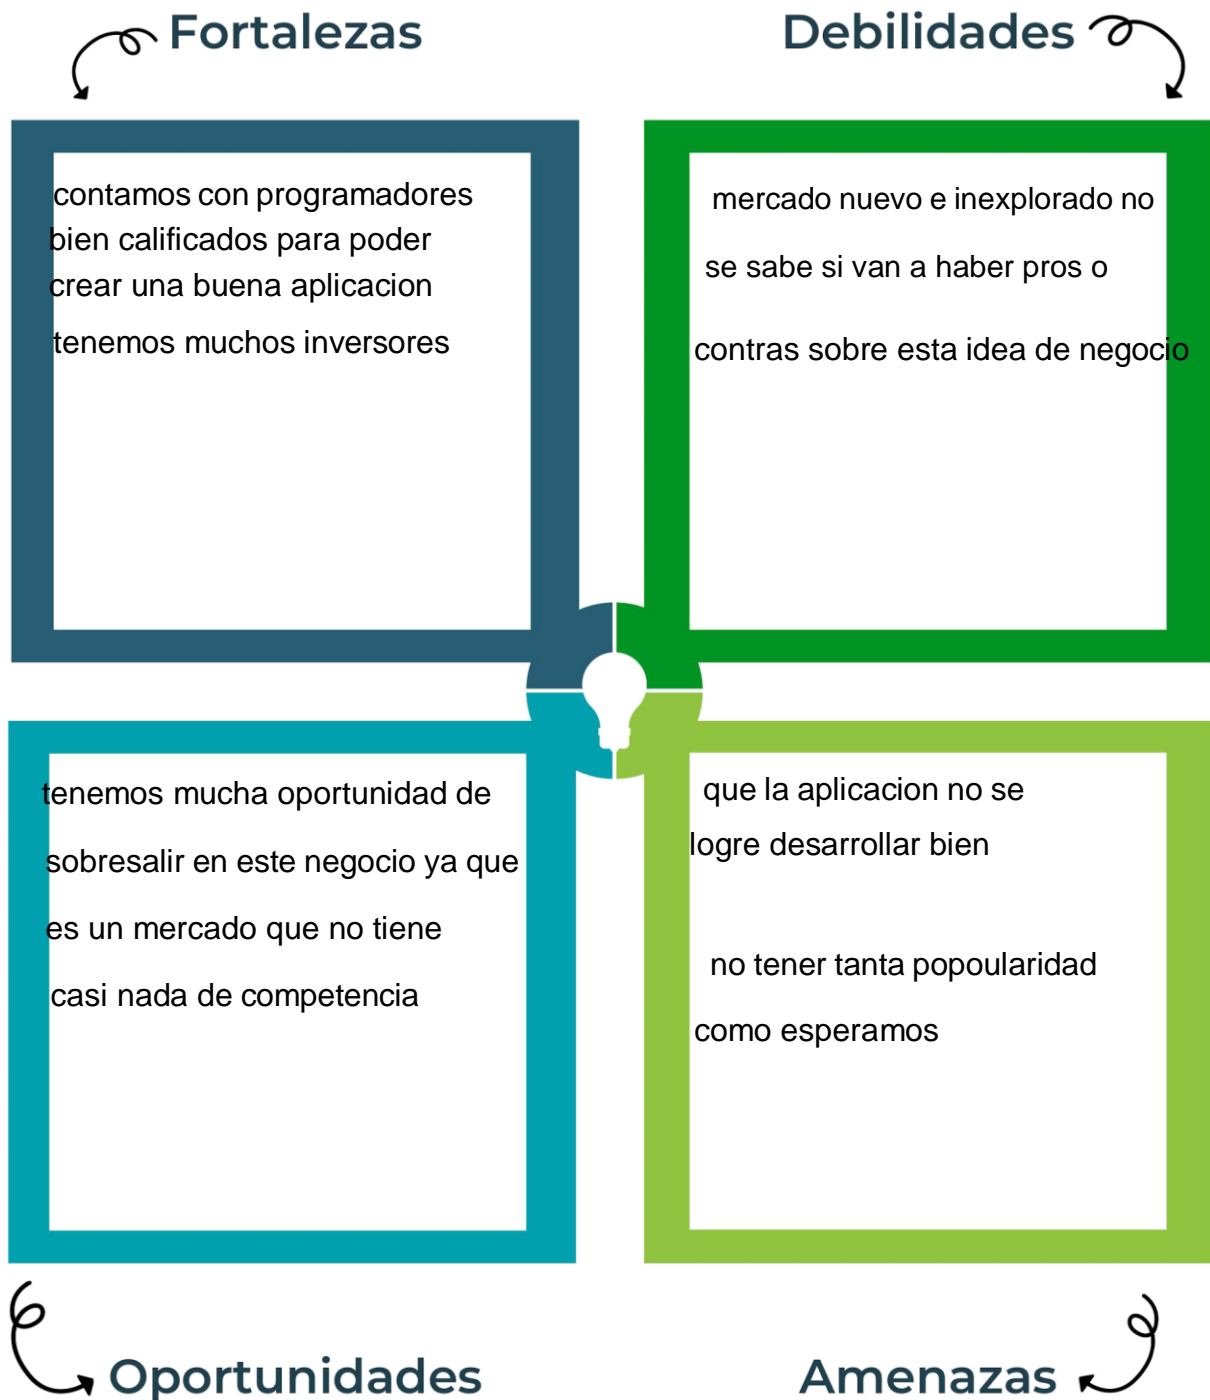 Fortalezas
contamos con programadores
bien calificados para poder
crear una buena aplicacion
tenemos muchos inversores
Debilidades
mercado nuevo e inexplorado no
se sabe si van a haber pros o
contras sobre esta idea de negocio
tenemos mucha oportunidad de
sobresalir en este negocio ya que
es un mercado que no tiene
casi nada de competencia
Oportunidades
que la aplicacion no se
logre desarrollar bien
no tener tanta popoularidad
como esperamos
Amenazas